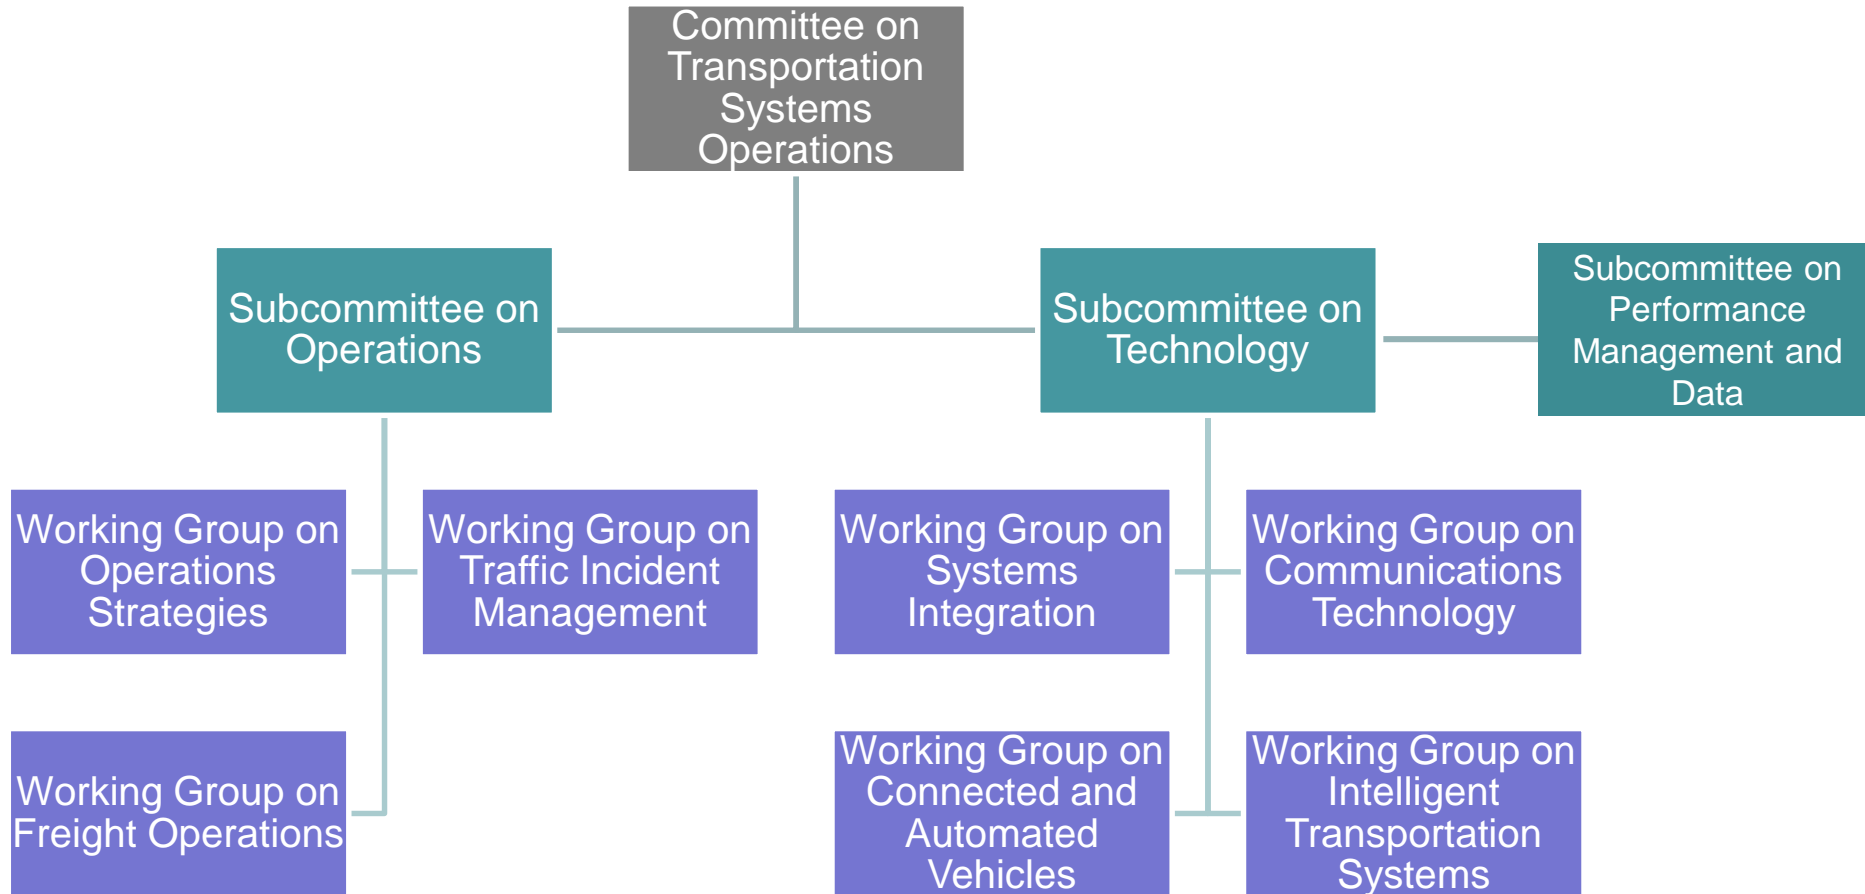 Committee on
Transportation
Systems
Operations
Subcommittee on
Operations
Subcommittee on
Technology
Subcommittee on
Performance
Management and
Data
Working Group on
Operations
Strategies
Working Group on
Traffic Incident
Management
Working Group on
Systems
Integration
Working Group on
Communications
Technology
Working Group on
Freight Operations
Working Group on
Connected and
Automated
Vehicles
Working Group on
Intelligent
Transportation
Systems